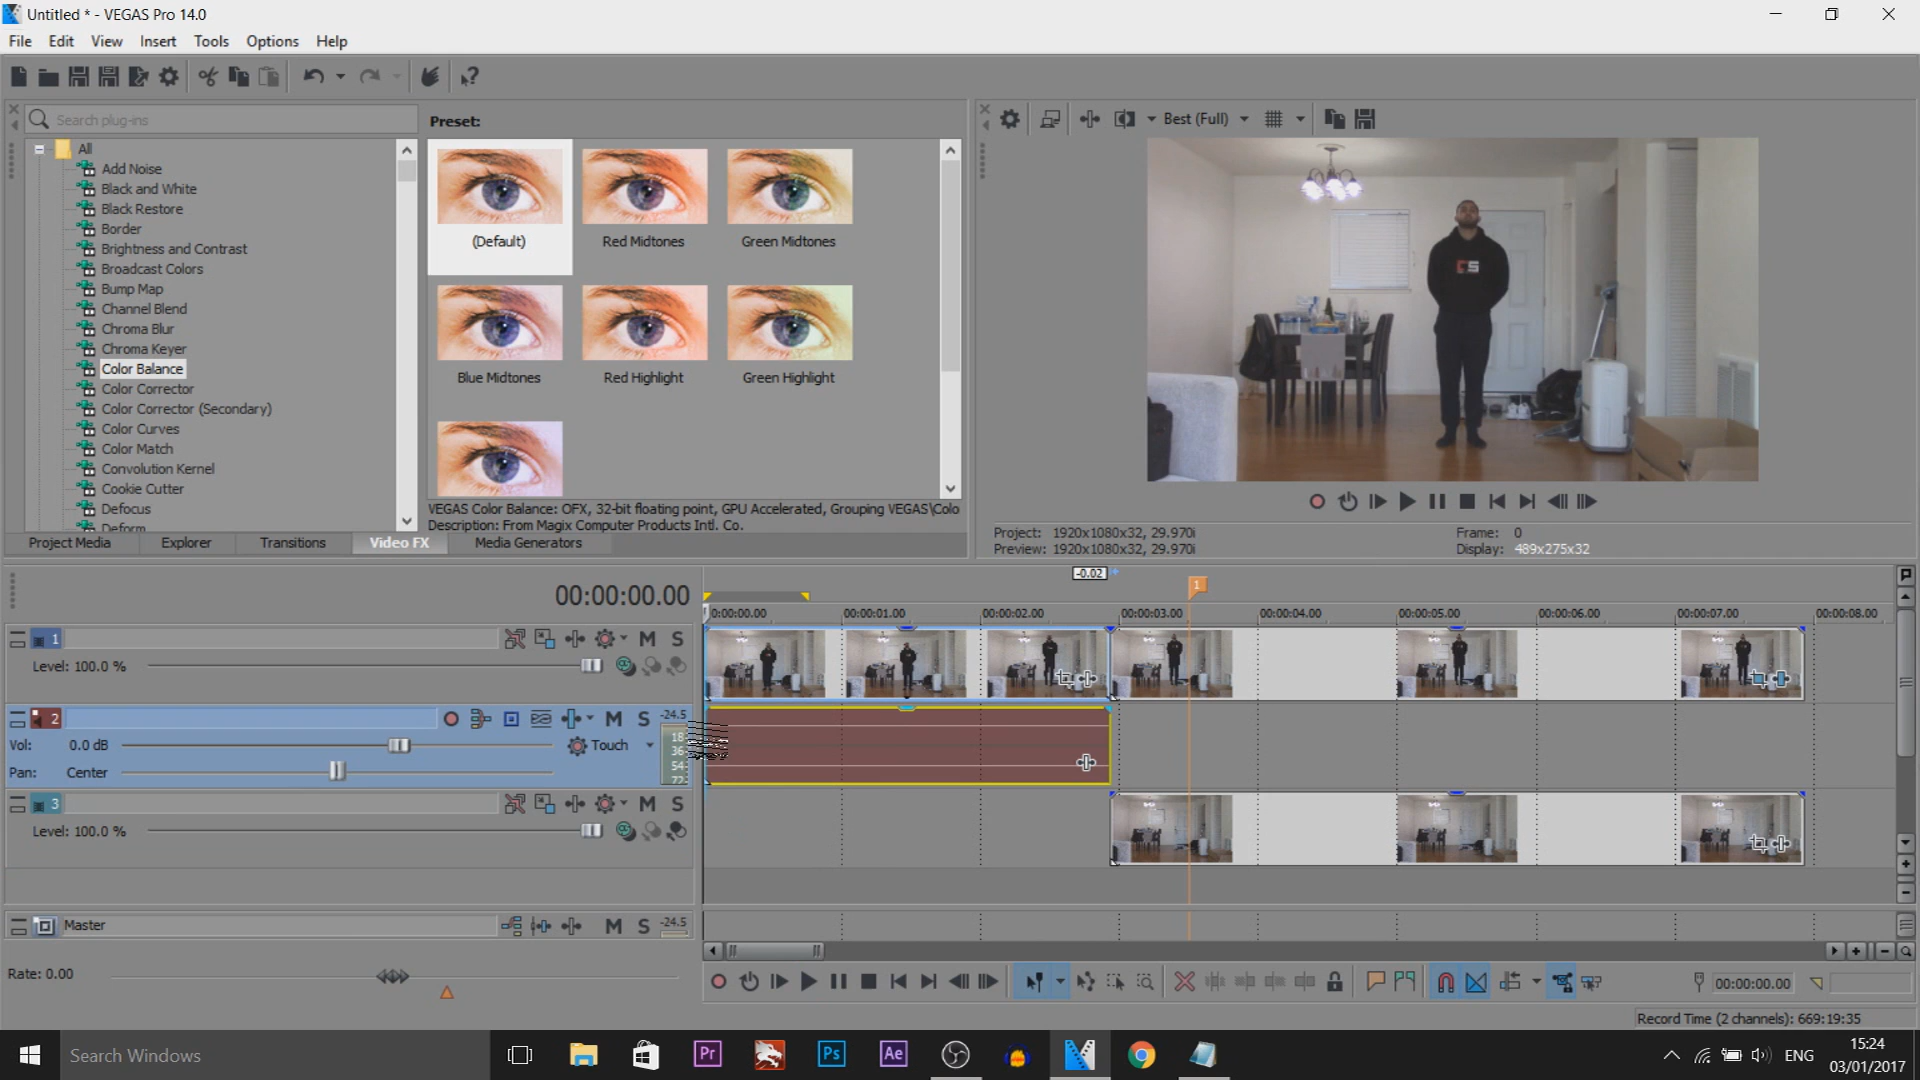 Untitled * - VEGAS Pro 14.0
File Edit View Insert Tools Options Help
Search plug-ins
All
Add Noise
Black and White
Black Restore
Border
Brightness and Contrast
Broadcast Colors
Bump Map
Channel Blend
Chroma Blur
Chroma Keyer
Color Balance
Color Corrector
Color Corrector (Secondary)
Color Curves
Color Match
Convolution Kernel
Cookie Cutter
Defocus
Deform
Preset:
(Default) Red Midtones Green Midtones
Blue Midtones Red Highlight Green Highlight
VEGAS Color Balance: OFX, 32-bit floating point, GPU Accelerated, Grouping VEGAS\Colo
Description: From Magix Computer Products Intl. Co.
Project Media Explorer Transitions Video FX Media Generators
Best (Full)
Project: 1920x1080x32, 29.970i
Preview: 1920x1080x32, 29.970i
Frame: 0
Display: 489x275x32
00:00:00.00
-0.02
1
0:00:00.00 00:00:01.00 00:00:02.00 00:00:03.00 00:00:04.00 00:00:05.00 00:00:06.00 00:00:07.00 00:00:08.00
1 M S
Level: 100.0 %
2 M S -24.5
Vol: 0.0 dB Touch
Pan: Center
18
36
54
72
3 M S
Level: 100.0 %
Master M S -24.5
Rate: 0.00
00:00:00.00
Record Time (2 channels): 669:19:35
Search Windows
Pr Ps Ae
ENG
15:24
03/01/2017